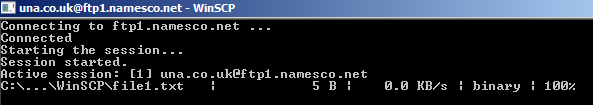 una.co.uk@ftp1.namesco.net - WinSCP
Connecting to ftp1.namesco.net ...
Connected
Starting the session...
Session started.
Active session: [1] una.co.uk@ftp1.namesco.net
C:\...\WinSCP\file1.txt | 5 B | 0.0 KB/s | binary | 100%